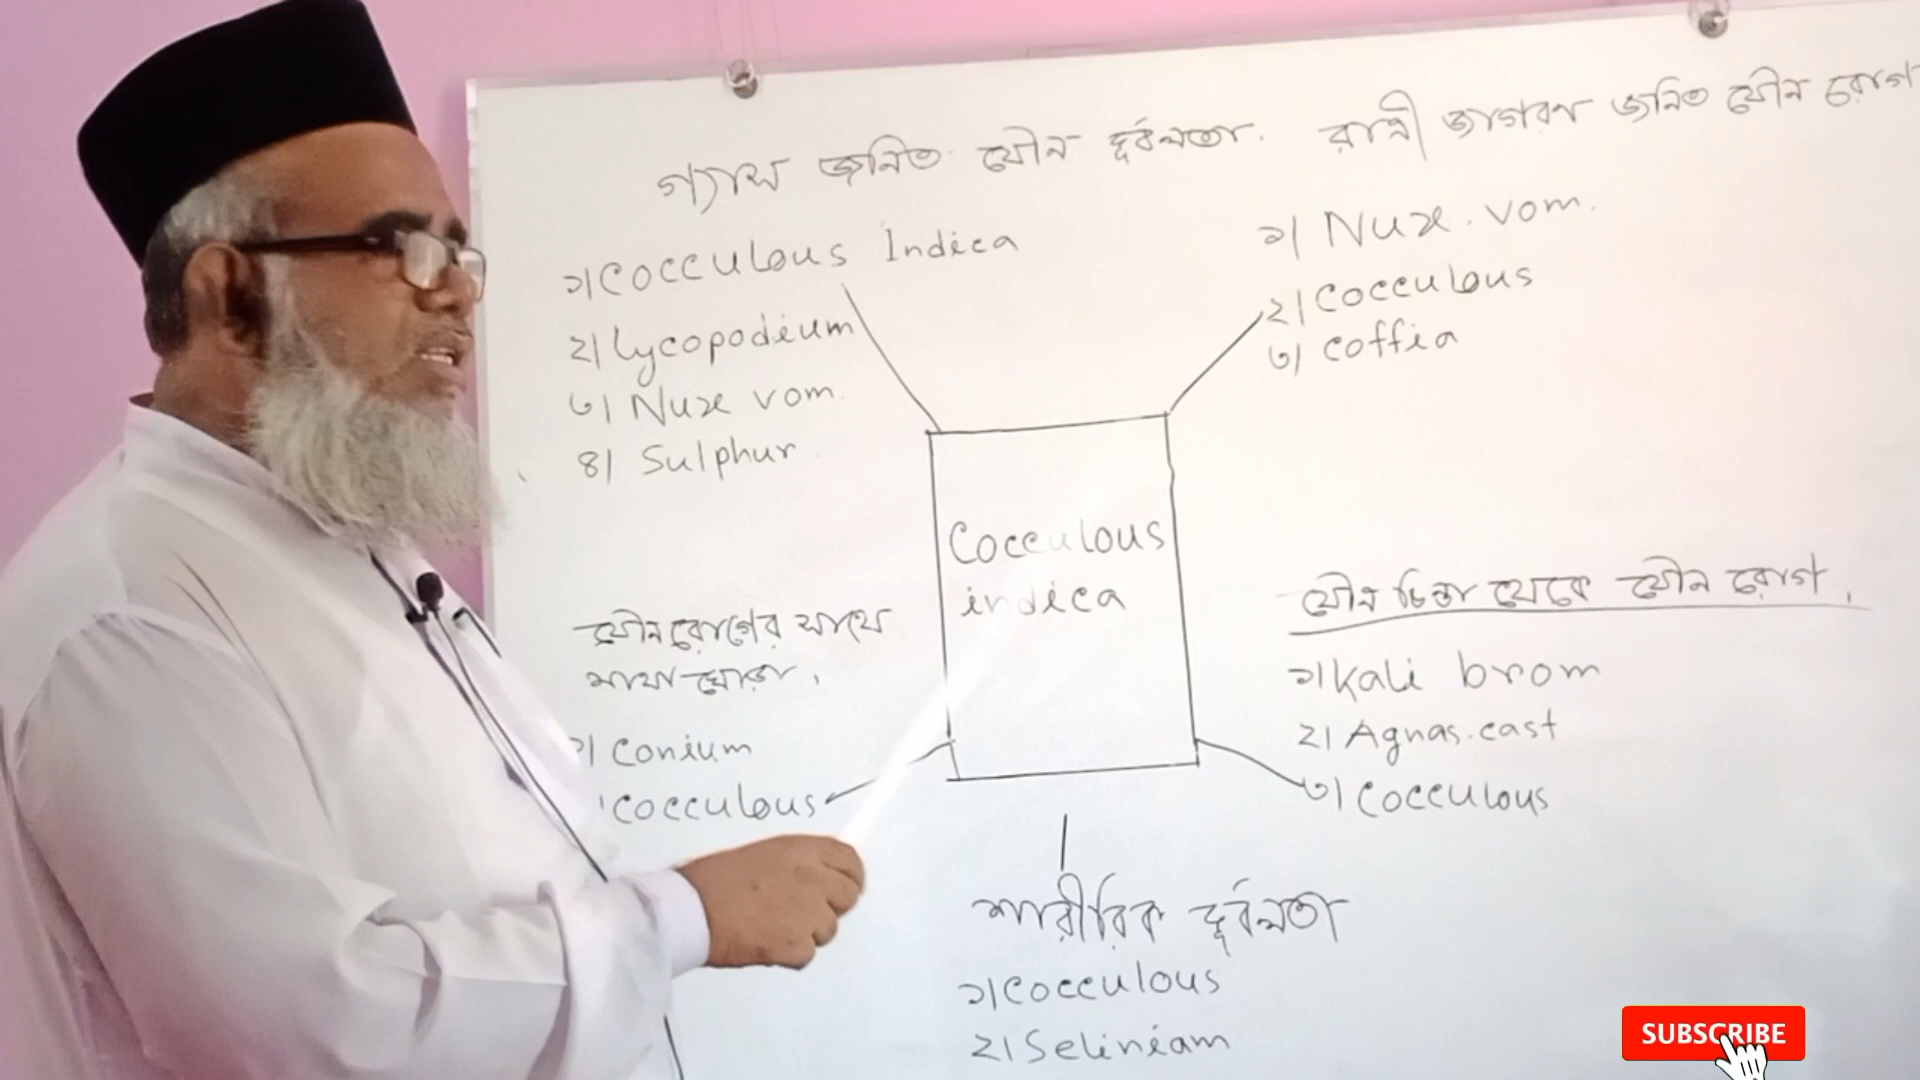 গ্যাস জনিত যৌন দূর্বলতা.
১| Cocculous Indica
২| Lycopodium
৩| Nux vom.
৪| Sulphur
রাত্রী জাগরণ জনিত যৌন রোগ
১| Nux. vom.
২| Cocculous
৩| Coffia
Cocculous
indica
যৌন রোগের সাথে
মাথা ঘোরা.
১| Conium
Cocculous
যৌন চিন্তা থেকে যৌন রোগ.
১| Kali brom
২| Agnas. cast
৩| Cocculous
শারীরিক দূর্বলতা
১| Cocculous
২| Seliniam
SUBSCRIBE